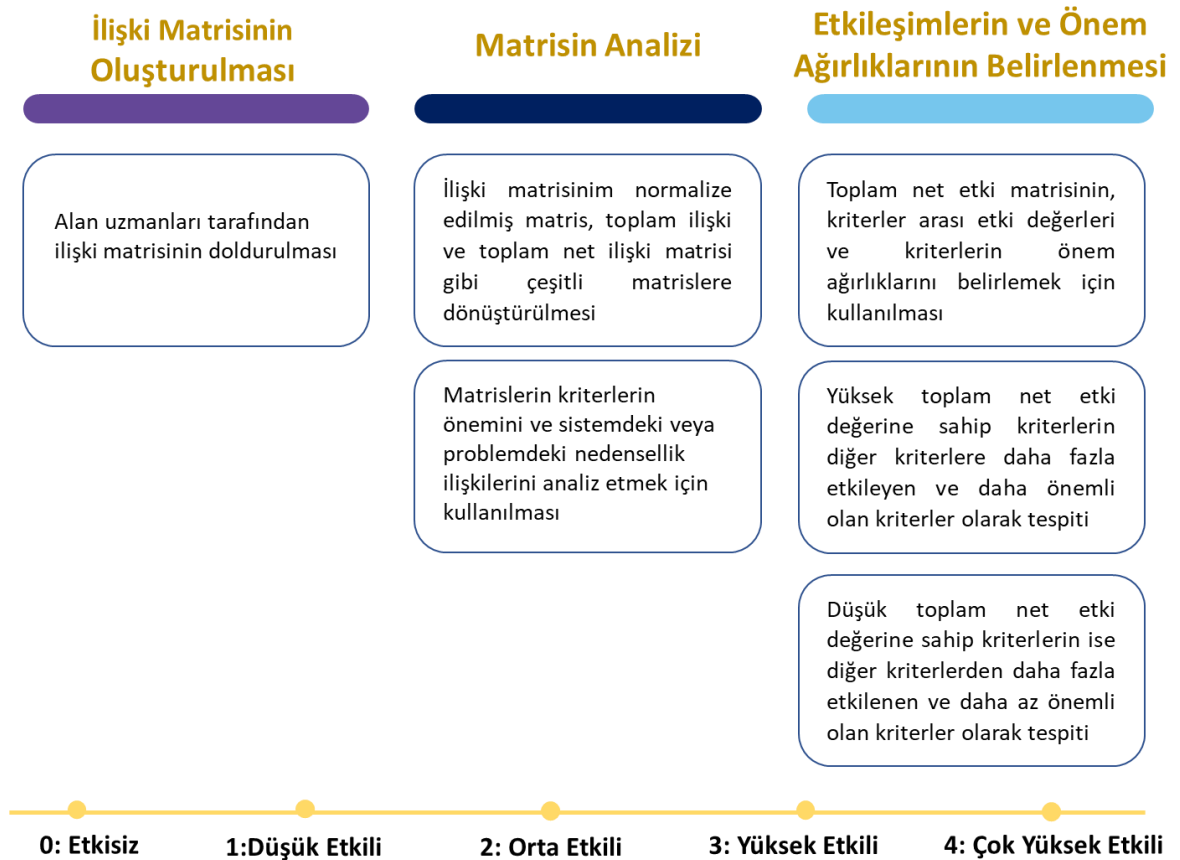 İlişki Matrisinin
Oluşturulması
Alan uzmanları tarafından
ilişki matrisinin doldurulması
Matrisin Analizi
İlişki matrisinim normalize
edilmiş matris, toplam ilişki
ve toplam net ilişki matrisi
gibi çeşitli matrislere
dönüştürülmesi
Matrislerin kriterlerin
önemini ve sistemdeki veya
problemdeki nedensellik
ilişkilerini analiz etmek için
kullanılması
Etkileşimlerin ve Önem
Ağırlıklarının Belirlenmesi
Toplam net etki matrisinin,
kriterler arası etki değerleri
ve kriterlerin önem
ağırlıklarını belirlemek için
kullanılması
Yüksek toplam net etki
değerine sahip kriterlerin
diğer kriterlere daha fazla
etkileyen ve daha önemli
olan kriterler olarak tespiti
Düşük toplam net etki
değerine sahip kriterlerin ise
diğer kriterlerden daha fazla
etkilenen ve daha az önemli
olan kriterler olarak tespiti
0: Etkisiz
1:Düşük Etkili
2: Orta Etkili
3: Yüksek Etkili
4: Çok Yüksek Etkili